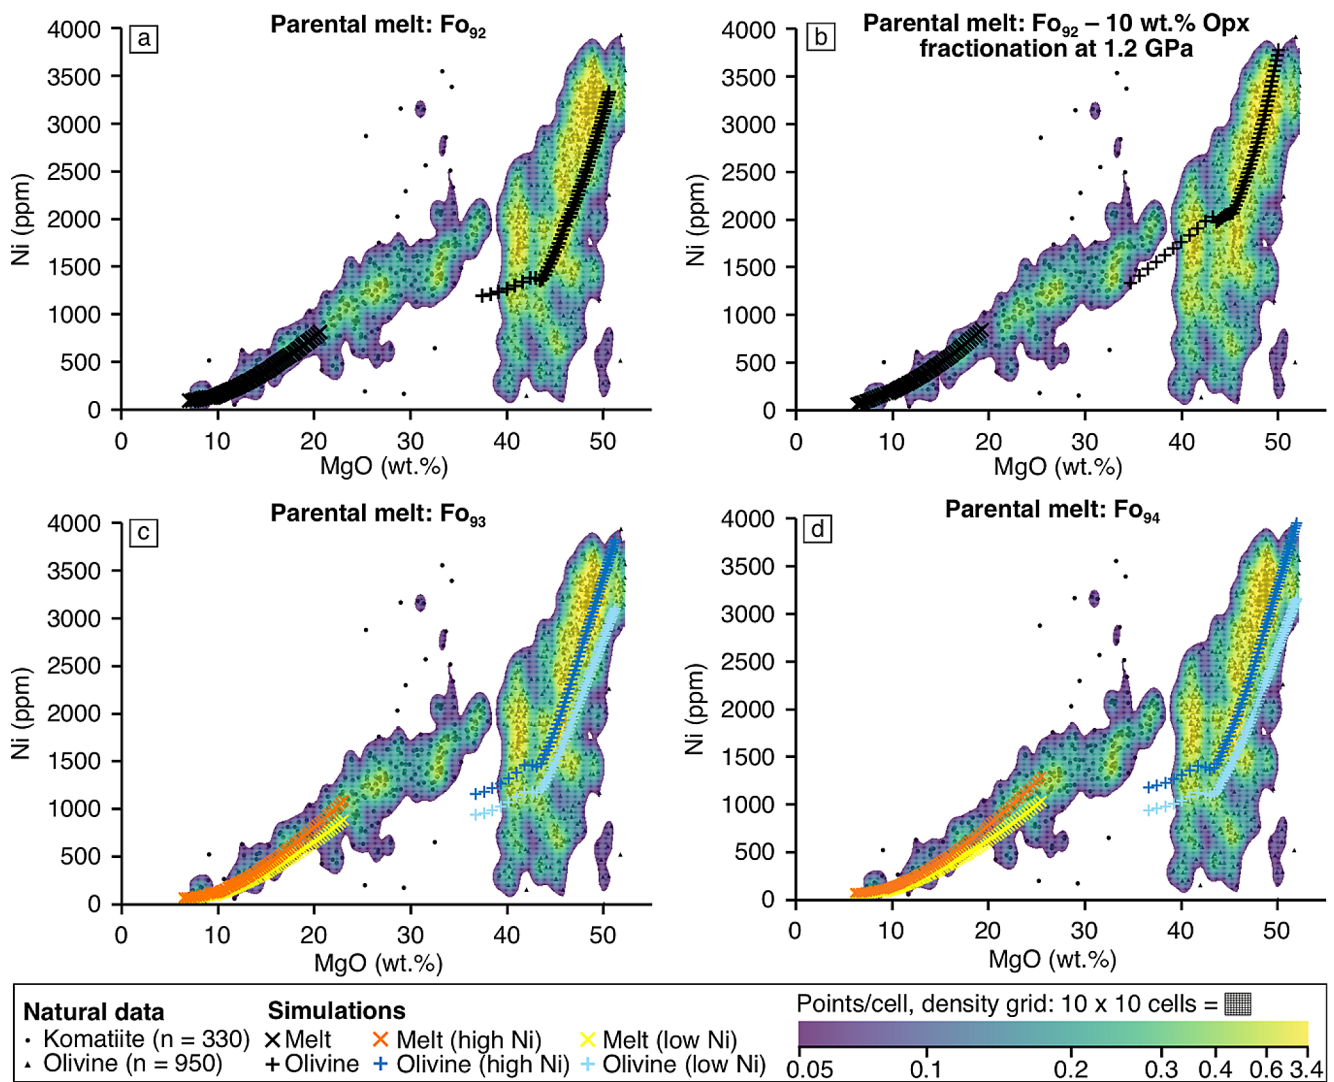 a
Parental melt: Fo92
4000
3500
3000
2500
2000
1500
1000
500
0
Ni (ppm)
0 10 20 30 40 50
MgO (wt.%)
b
Parental melt: Fo92 – 10 wt.% Opx
fractionation at 1.2 GPa
4000
3500
3000
2500
2000
1500
1000
500
0
Ni (ppm)
0 10 20 30 40 50
MgO (wt.%)
c
Parental melt: Fo93
4000
3500
3000
2500
2000
1500
1000
500
0
Ni (ppm)
0 10 20 30 40 50
MgO (wt.%)
d
Parental melt: Fo94
4000
3500
3000
2500
2000
1500
1000
500
0
Ni (ppm)
0 10 20 30 40 50
MgO (wt.%)
Natural data
Komatiite (n = 330)
Olivine (n = 950)
Simulations
Melt
Melt (high Ni)
Melt (low Ni)
Olivine
Olivine (high Ni)
Olivine (low Ni)
Points/cell, density grid: 10 x 10 cells =
0.05 0.1 0.2 0.3 0.4 0.6 3.4